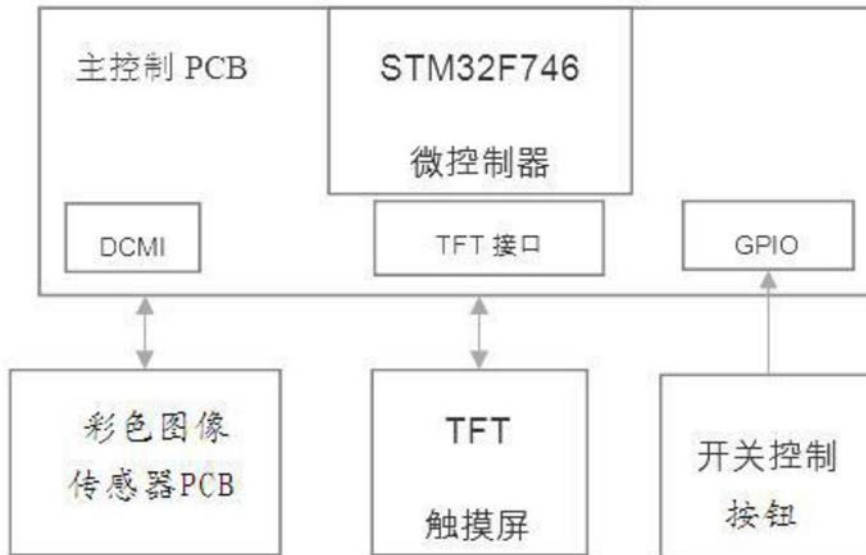 主控制 PCB
STM32F746
微控制器
DCMI
TFT 接口
GPIO
彩色图像
传感器PCB
TFT
触摸屏
开关控制
按钮